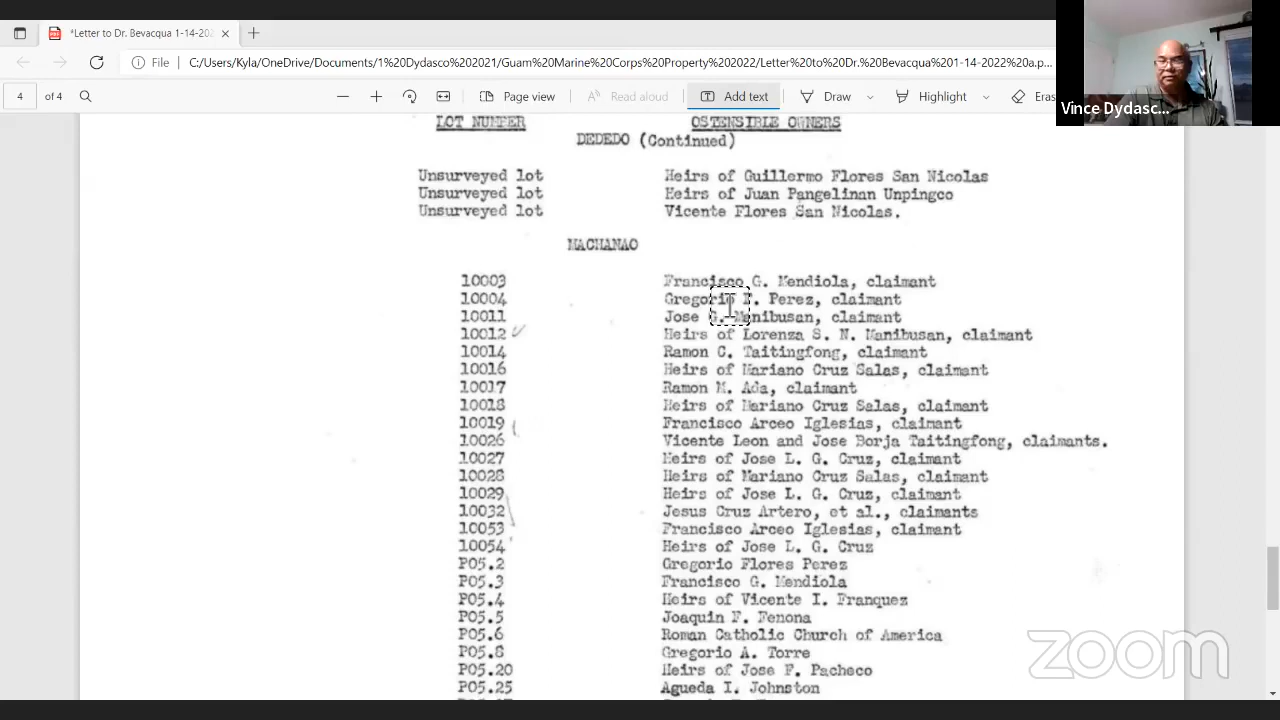 *Letter to Dr. Bevacqua 1-14-202
File C:/Users/Kyla/OneDrive/Documents/1%20Dydasco%202021/Guam%20Marine%20Corps%20Property%202022/Letter%20to%20Dr.%20Bevacqua%201-14-2022%20a.p...
4 of 4 Page view Read aloud Add text Draw Highlight Eras
Vince Dydasc...
LOT NUMBER OSTENSIBLE OWNERS
DEDEDO (Continued)
Unsurveyed lot Heirs of Guillermo Flores San Nicolas
Unsurveyed lot Heirs of Juan Pangelinan Unpingco
Unsurveyed lot Vicente Flores San Nicolas.
MACHANAO
10003 Francisco G. Mendiola, claimant
10004 Gregorio F. Perez, claimant
10011 Jose G. Manibusan, claimant
10012 Heirs of Lorenza S. N. Manibusan, claimant
10014 Ramon C. Taitingfong, claimant
10016 Heirs of Mariano Cruz Salas, claimant
10017 Ramon M. Ada, claimant
10018 Heirs of Mariano Cruz Salas, claimant
10019 Francisco Arceo Iglesias, claimant
10026 Vicente Leon and Jose Borja Taitingfong, claimants.
10027 Heirs of Jose L. G. Cruz, claimant
10028 Heirs of Mariano Cruz Salas, claimant
10029 Heirs of Jose L. G. Cruz, claimant
10032 Jesus Cruz Artero, et al., claimants
10053 Francisco Arceo Iglesias, claimant
10054 Heirs of Jose L. G. Cruz
P05.2 Gregorio Flores Perez
P05.3 Francisco G. Mendiola
P05.4 Heirs of Vicente I. Franquez
P05.5 Joaquin F. Fenona
P05.6 Roman Catholic Church of America
P05.8 Gregorio A. Torre
P05.20 Heirs of Jose F. Pacheco
P05.25 Agueda I. Johnston
zoom